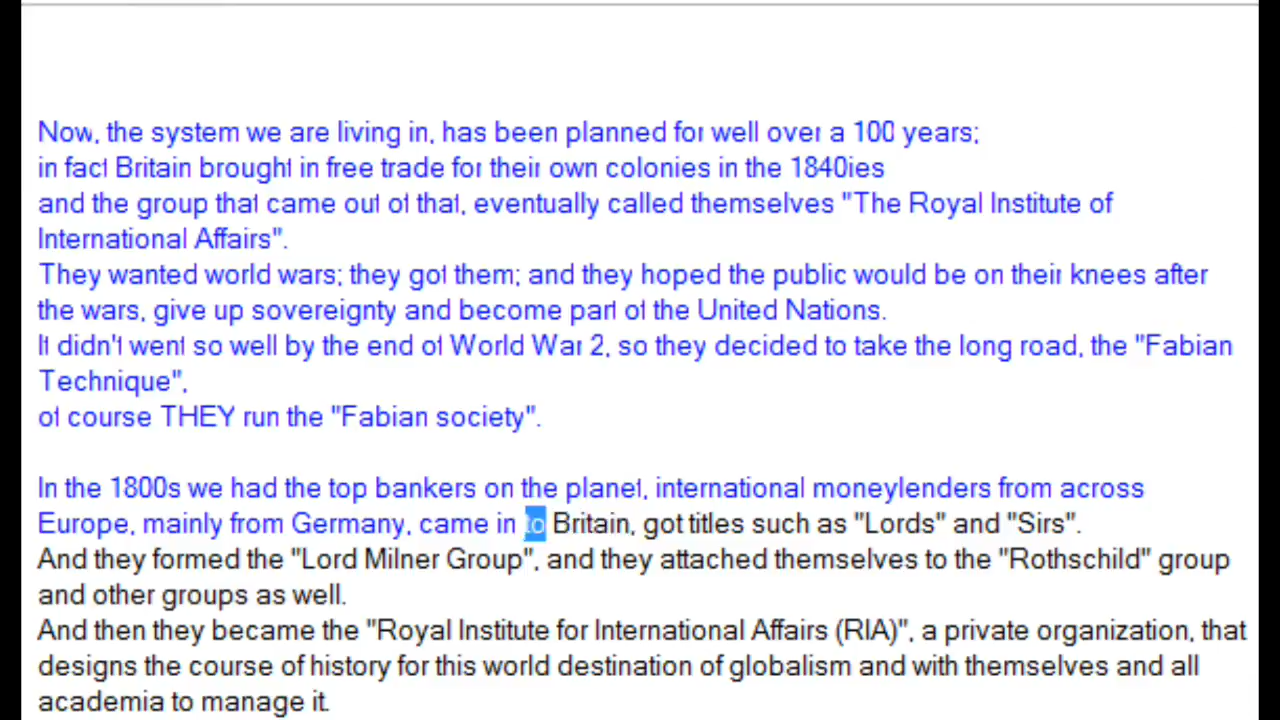 Now, the system we are living in, has been planned for well over a 100 years;
in fact Britain brought in free trade for their own colonies in the 1840ies
and the group that came out of that, eventually called themselves "The Royal Institute of
International Affairs".
They wanted world wars; they got them; and they hoped the public would be on their knees after
the wars, give up sovereignty and become part of the United Nations.
It didn't went so well by the end of World War 2, so they decided to take the long road, the "Fabian
Technique",
of course THEY run the "Fabian society".
In the 1800s we had the top bankers on the planet, international moneylenders from across
Europe, mainly from Germany, came in to Britain, got titles such as "Lords" and "Sirs".
And they formed the "Lord Milner Group", and they attached themselves to the "Rothschild" group
and other groups as well.
And then they became the "Royal Institute for International Affairs (RIA)", a private organization, that
designs the course of history for this world destination of globalism and with themselves and all
academia to manage it.